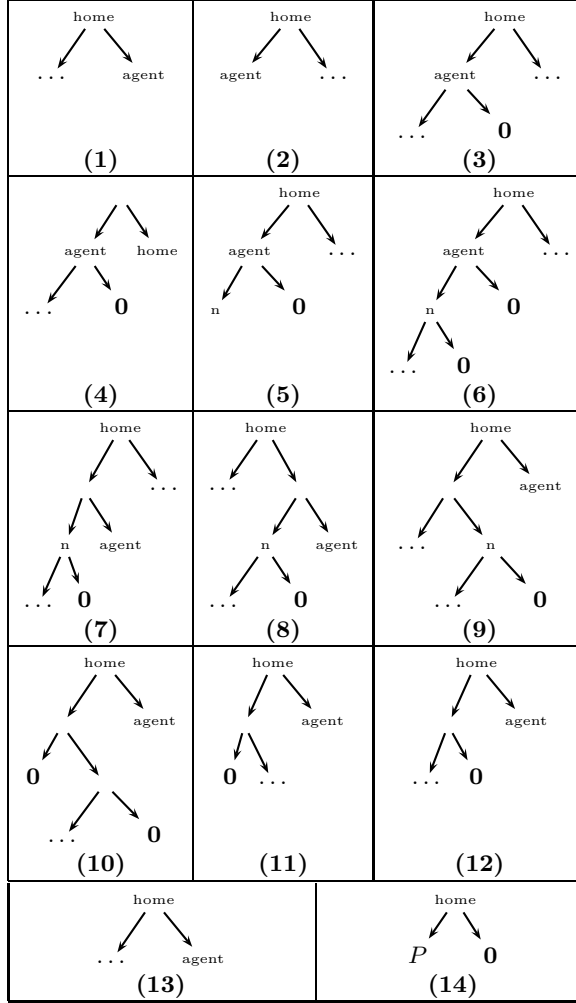 home home home
... agent agent ... agent ...
... 0
(1) (2) (3)
home home
agent home agent ... agent ...
... 0 n 0 n 0
... 0
(4) (5) (6)
home home home
... ... agent
n agent n agent ... n
... 0 ... 0 ... 0
(7) (8) (9)
home home home
agent agent agent
0 0 ... ... 0
... 0
(10) (11) (12)
home home
... agent P 0
(13) (14)